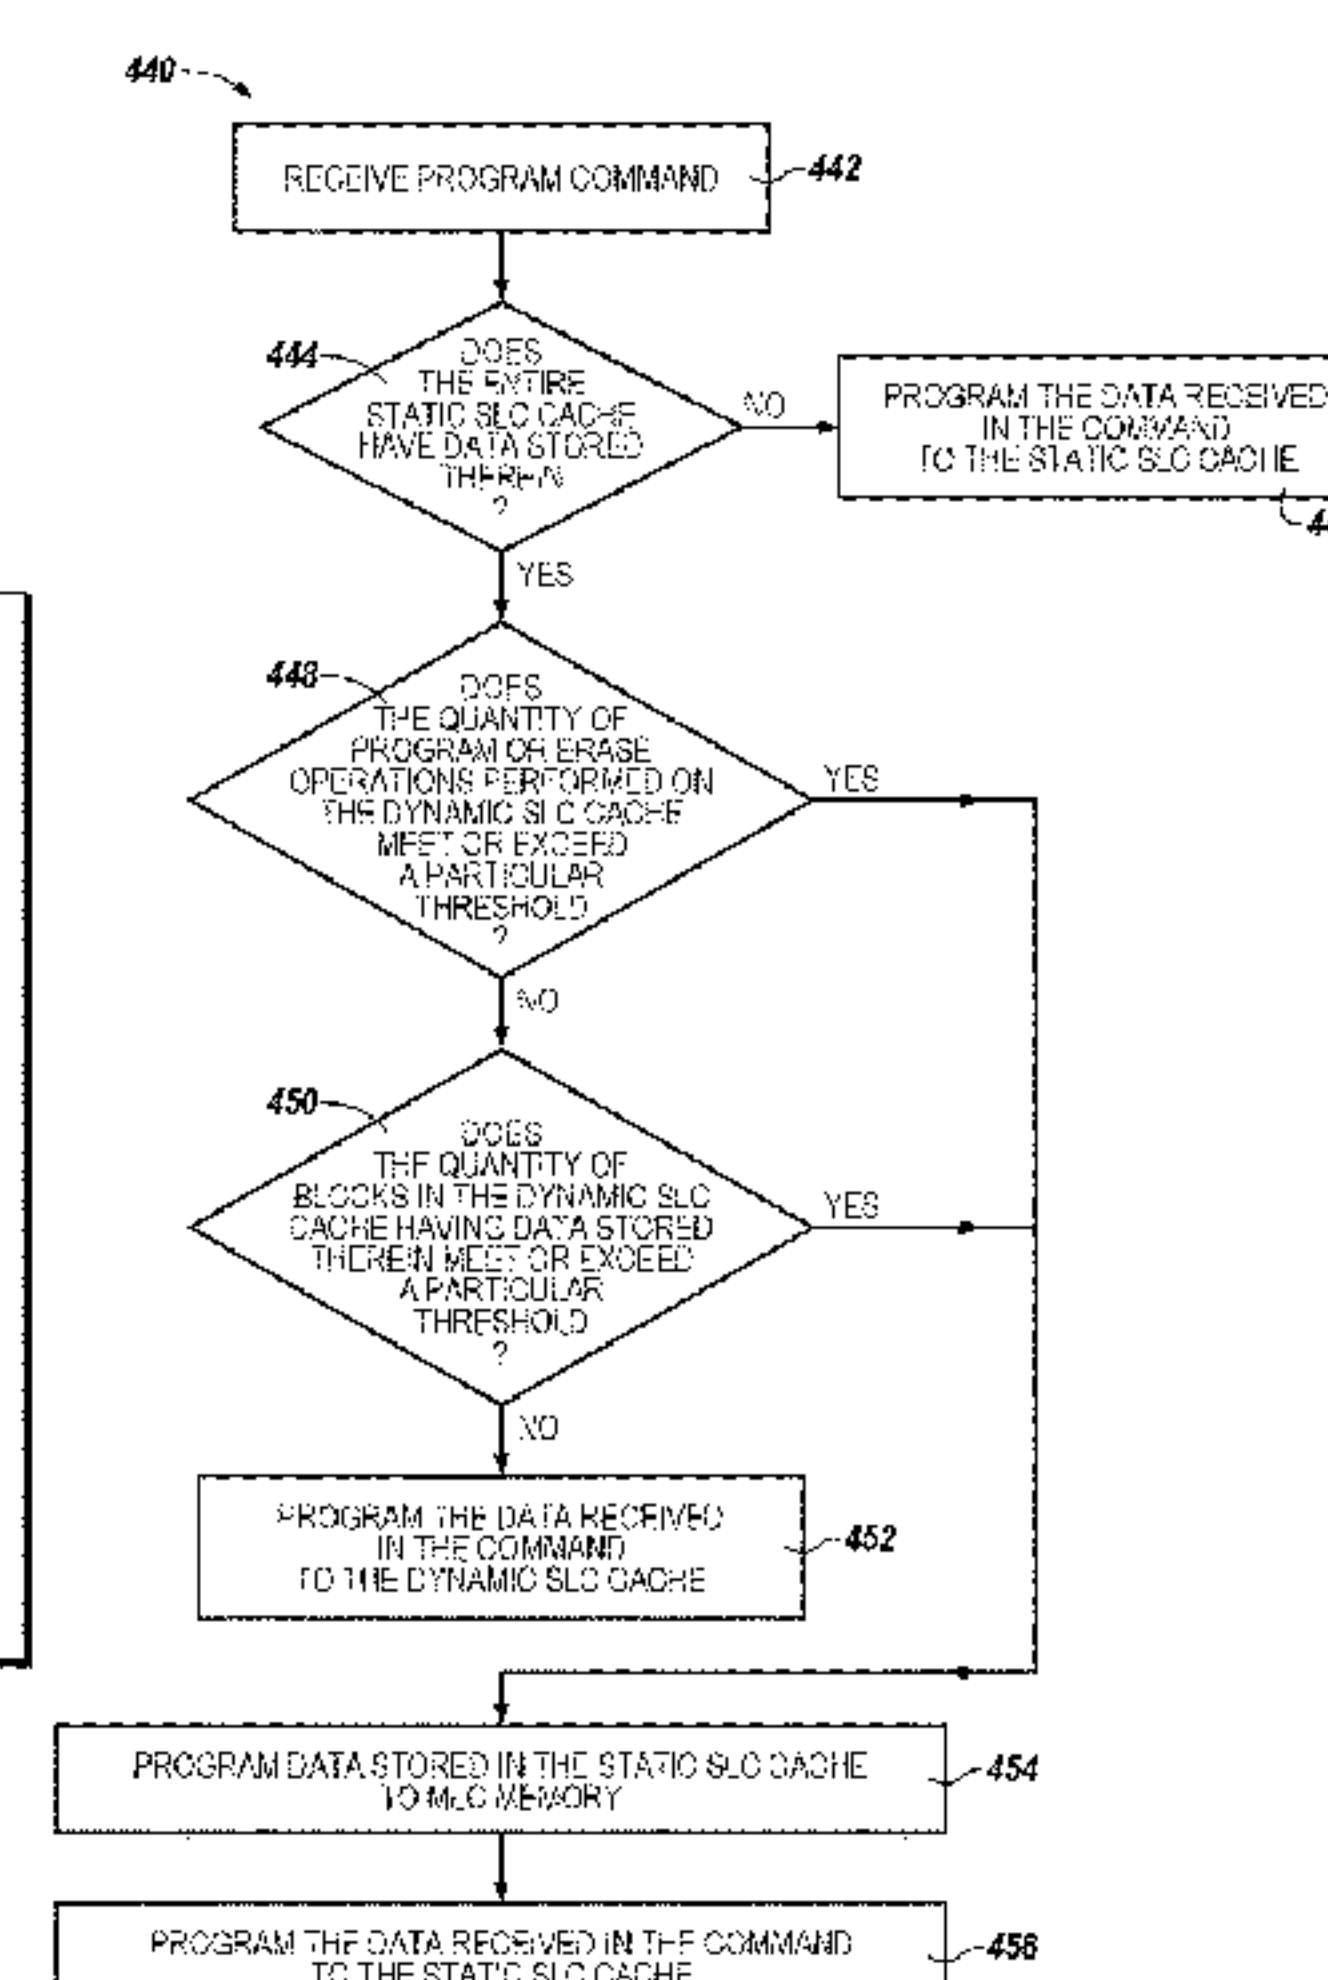 440
RECEIVE PROGRAM COMMAND
442
444
DOES
THE ENTIRE
STATIC SLC CACHE
HAVE DATA STORED
THEREIN
?
NO
PROGRAM THE DATA RECEIVED
IN THE COMMAND
TO THE STATIC SLC CACHE
YES
448
DOES
THE QUANTITY OF
PROGRAM OR ERASE
OPERATIONS PERFORMED ON
THE DYNAMIC SLC CACHE
MEET OR EXCEED
A PARTICULAR
THRESHOLD
?
YES
NO
450
DOES
THE QUANTITY OF
BLOCKS IN THE DYNAMIC SLC
CACHE HAVING DATA STORED
THEREIN MEET OR EXCEED
A PARTICULAR
THRESHOLD
?
YES
NO
PROGRAM THE DATA RECEIVED
IN THE COMMAND
TO THE DYNAMIC SLC CACHE
452
PROGRAM DATA STORED IN THE STATIC SLC CACHE
TO MLC MEMORY
454
PROGRAM THE DATA RECEIVED IN THE COMMAND
TO THE STATIC SLC CACHE
456